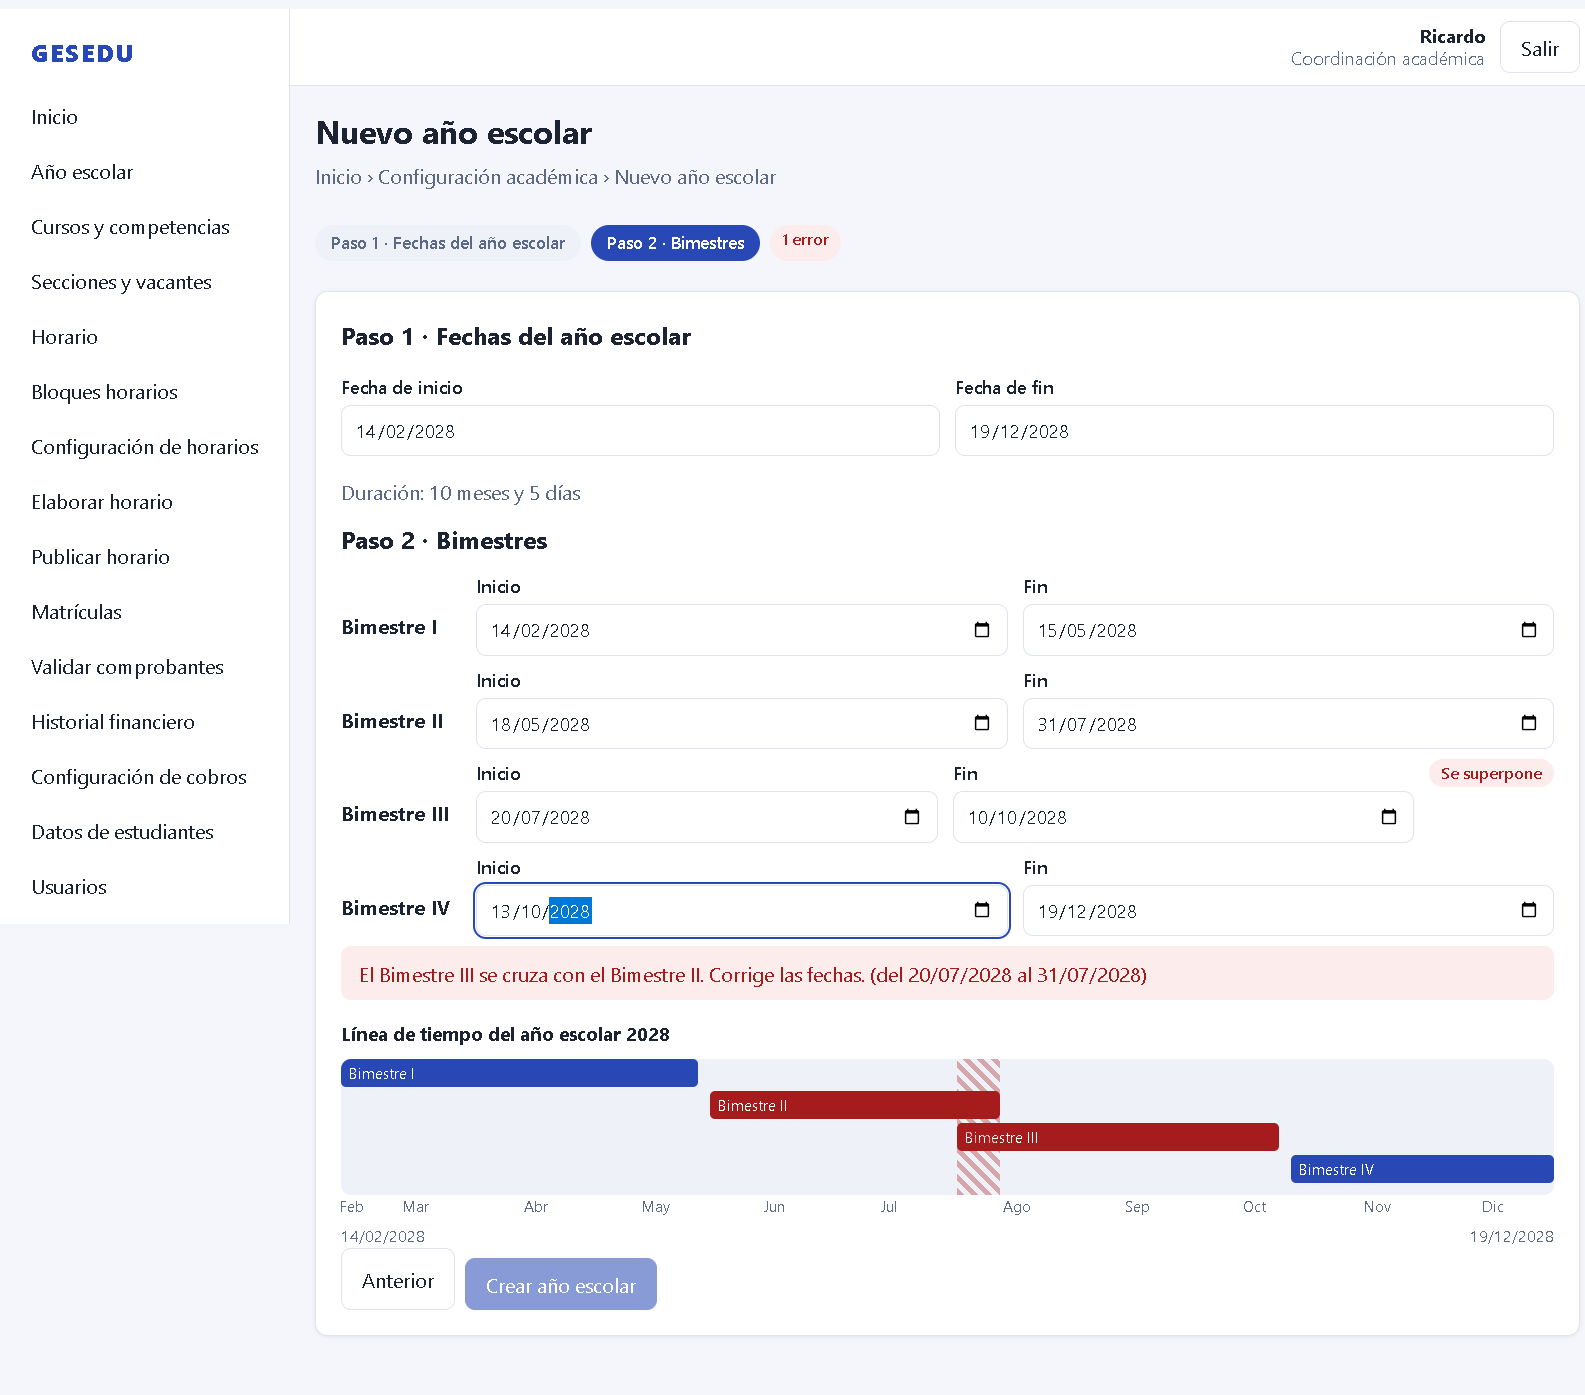 GESEDU
Ricardo
Coordinación académica
Salir
Inicio
Año escolar
Cursos y competencias
Secciones y vacantes
Horario
Bloques horarios
Configuración de horarios
Elaborar horario
Publicar horario
Matrículas
Validar comprobantes
Historial financiero
Configuración de cobros
Datos de estudiantes
Usuarios
Nuevo año escolar
Inicio › Configuración académica › Nuevo año escolar
Paso 1 · Fechas del año escolar
Paso 2 · Bimestres
1 error
Paso 1 · Fechas del año escolar
Fecha de inicio
Fecha de fin
14/02/2028
19/12/2028
Duración: 10 meses y 5 días
Paso 2 · Bimestres
Inicio
Fin
Bimestre I
14/02/2028
15/05/2028
Inicio
Fin
Bimestre II
18/05/2028
31/07/2028
Inicio
Fin
Se superpone
Bimestre III
20/07/2028
10/10/2028
Inicio
Fin
Bimestre IV
13/10/2028
19/12/2028
El Bimestre III se cruza con el Bimestre II. Corrige las fechas. (del 20/07/2028 al 31/07/2028)
Línea de tiempo del año escolar 2028
Bimestre I
Bimestre II
Bimestre III
Bimestre IV
Feb Mar Abr May Jun Jul Ago Sep Oct Nov Dic
14/02/2028
19/12/2028
Anterior
Crear año escolar